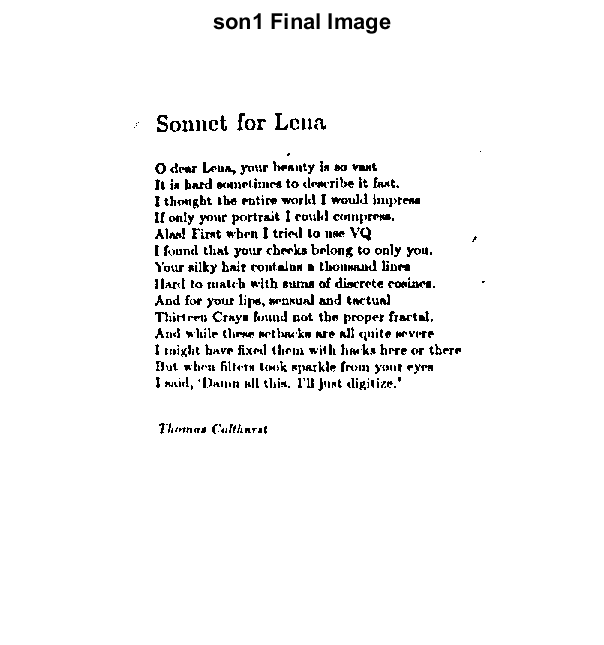 son1 Final Image
Sonnet for Lena
O dear Lena, your beauty is so vast
It is hard sometimes to describe it fast.
I thought the entire world I would impress
If only your portrait I could compress.
Alas! First when I tried to use VQ
I found that your cheeks belong to only you.
Your silky hair contains a thousand lines
Hard to match with sums of discrete cosines.
And for your lips, sensual and tactual
Thirteen Crays found not the proper fractal.
And while these setbacks are all quite severe
I might have fixed them with hacks here or there
But when filters took sparkle from your eyes
I said, 'Damn all this. I'll just digitize.'
Thomas Colthurst